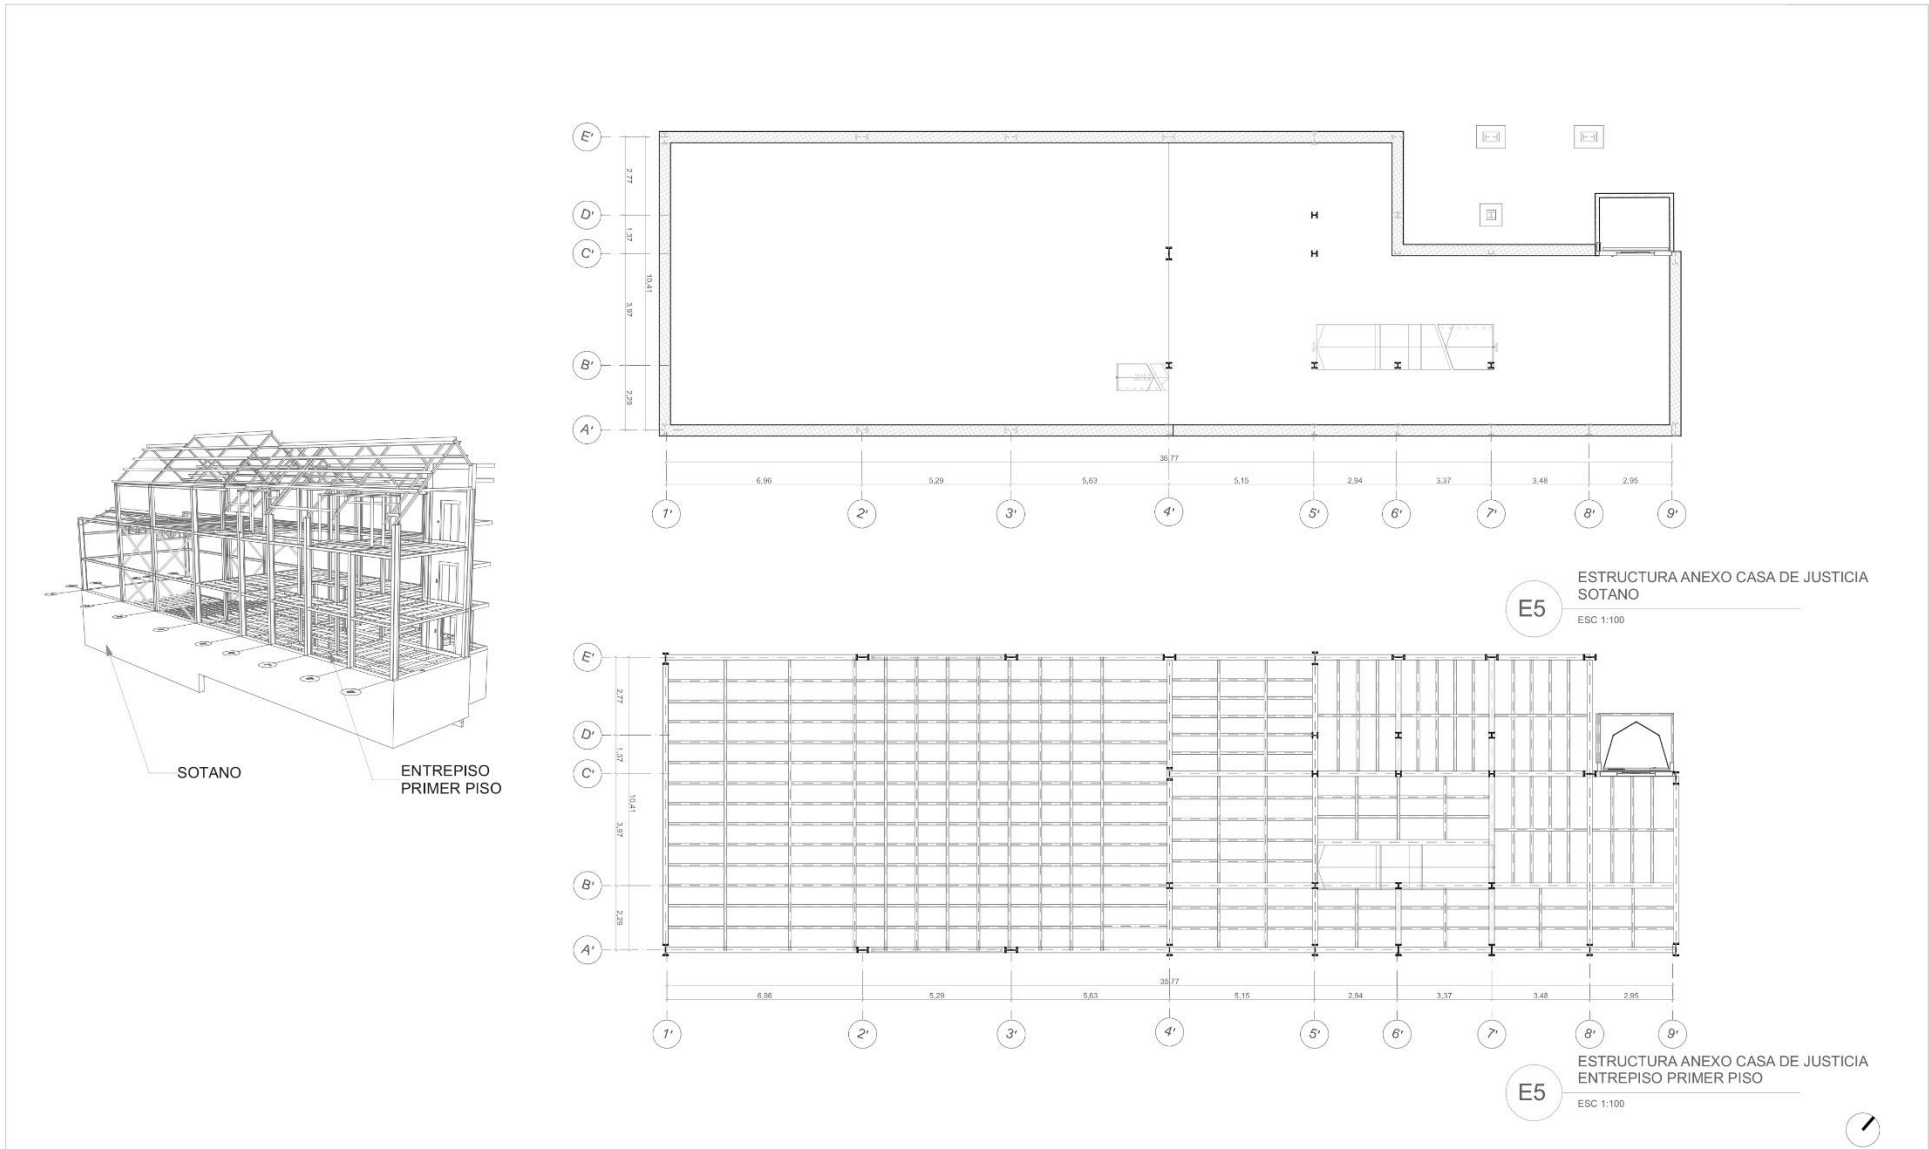 SOTANO
ENTREPISO
PRIMER PISO
E'
D'
C'
B'
A'
2,77
1,37
10,41
3,97
2,29
35,77
6,96
5,29
5,63
5,15
2,94
3,37
3,48
2,95
1'
2'
3'
4'
5'
6'
7'
8'
9'
E5
ESTRUCTURA ANEXO CASA DE JUSTICIA
SOTANO
ESC 1:100
E'
D'
C'
B'
A'
2,77
1,37
10,41
3,97
2,29
35,77
6,96
5,29
5,63
5,15
2,94
3,37
3,48
2,95
1'
2'
3'
4'
5'
6'
7'
8'
9'
E5
ESTRUCTURA ANEXO CASA DE JUSTICIA
ENTREPISO PRIMER PISO
ESC 1:100